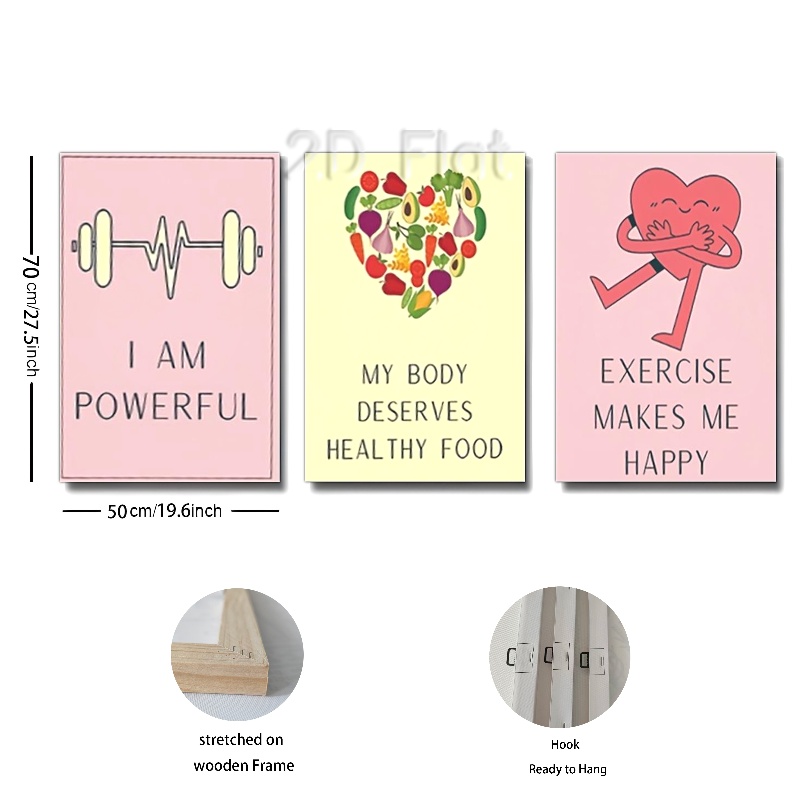 2D Flat
I AM
POWERFUL
MY BODY
DESERVES
HEALTHY FOOD
EXERCISE
MAKES ME
HAPPY
70 cm/27.5inch
50 cm/19.6inch
stretched on
wooden Frame
Hook
Ready to Hang